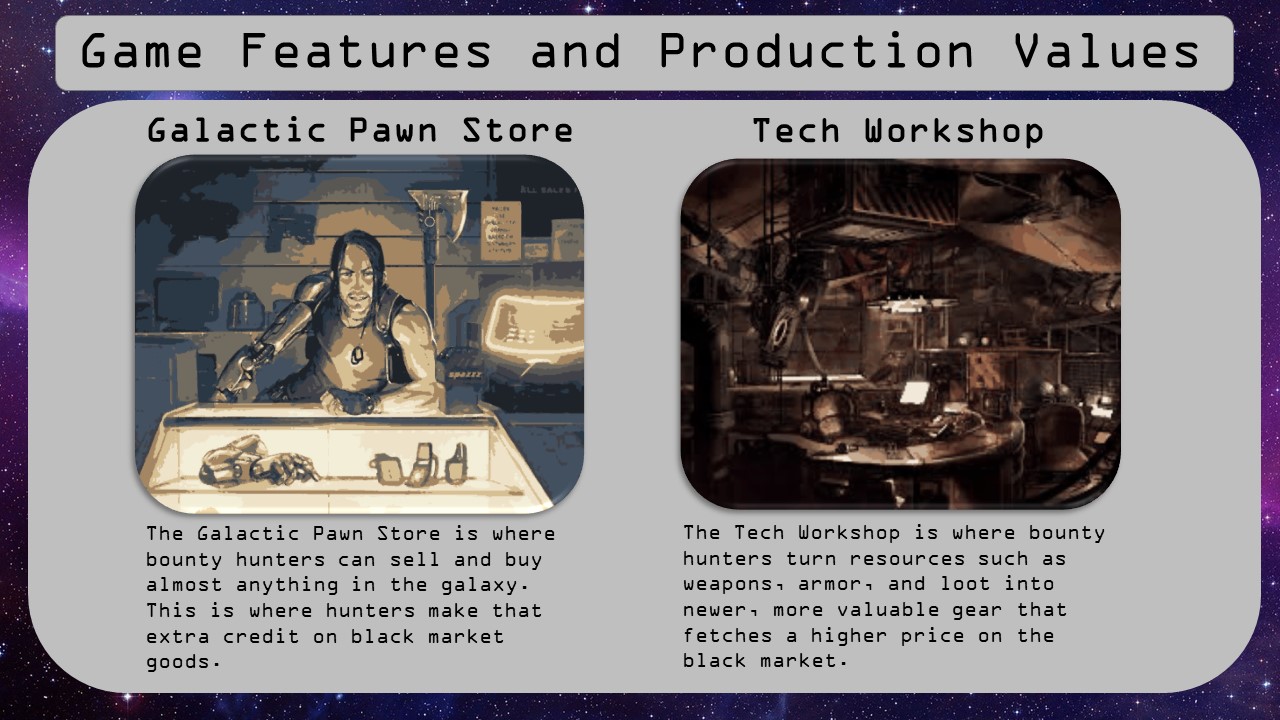 Game Features and Production Values
Galactic Pawn Store
Tech Workshop
ALL SALES
spazzz
The Galactic Pawn Store is where
bounty hunters can sell and buy
almost anything in the galaxy.
This is where hunters make that
extra credit on black market
goods.
The Tech Workshop is where bounty
hunters turn resources such as
weapons, armor, and loot into
newer, more valuable gear that
fetches a higher price on the
black market.